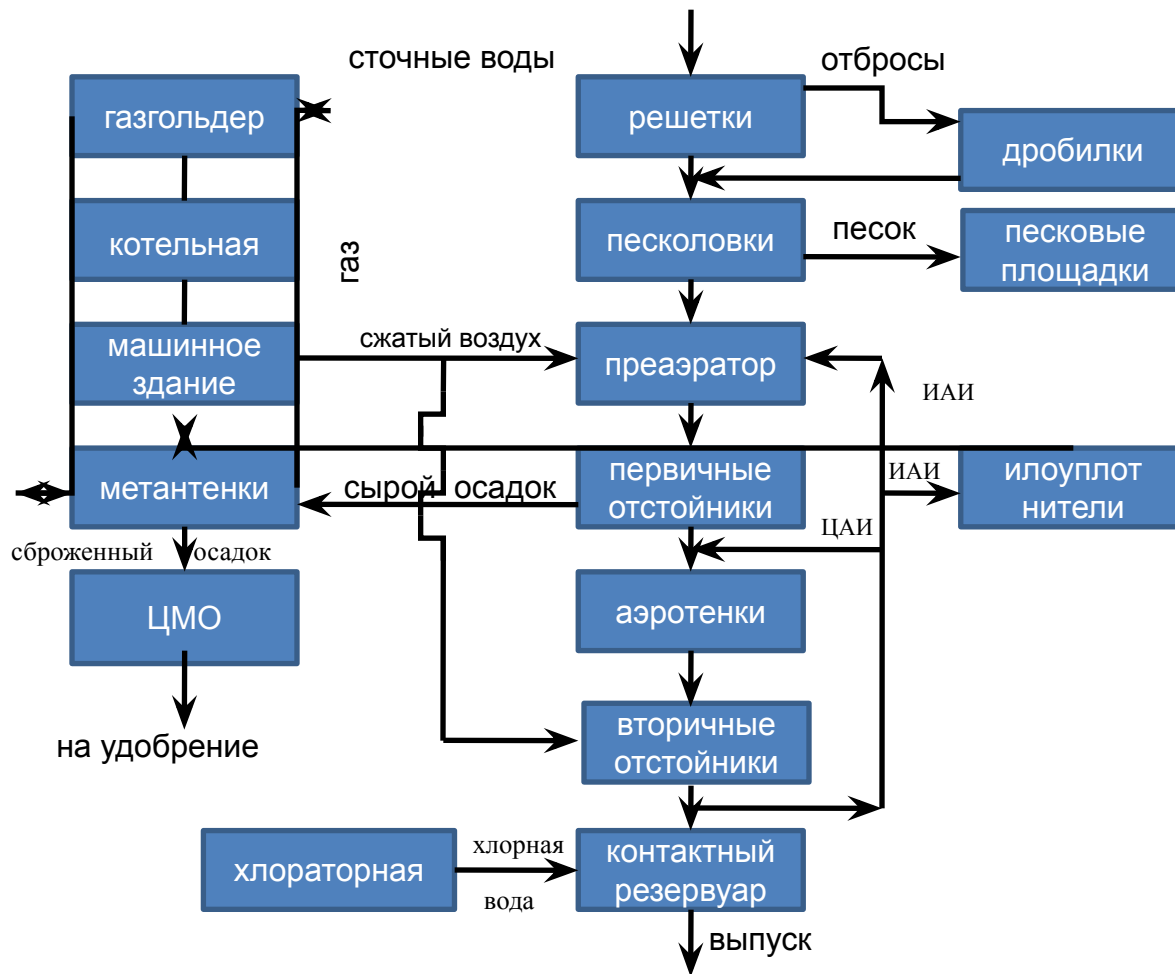 сточные воды
отбросы
газгольдер
решетки
дробилки
котельная
газ
песколовки
песок
песковые
площадки
машинное
здание
сжатый воздух
преаэратор
ИАИ
метантенки
сырой осадок
первичные
отстойники
ИАИ
илоуплот
нители
сброженный осадок
ЦАИ
ЦМО
аэротенки
на удобрение
вторичные
отстойники
хлораторная
хлорная
вода
контактный
резервуар
выпуск